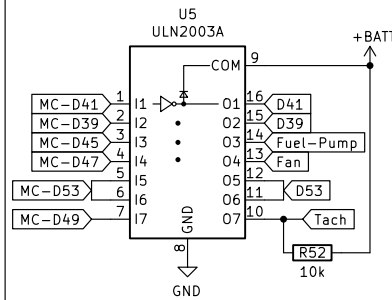 U5
ULN2003A
+BATT
COM 9
MC-D41 1 I1 O1 16 D41
MC-D39 2 I2 O2 15 D39
MC-D45 3 I3 O3 14 Fuel-Pump
MC-D47 4 I4 O4 13 Fan
5 I5 O5 12
MC-D53 D53
6 I6 O6 11
MC-D49 7 I7 O7 10 Tach
GND
8
R52
10k
GND